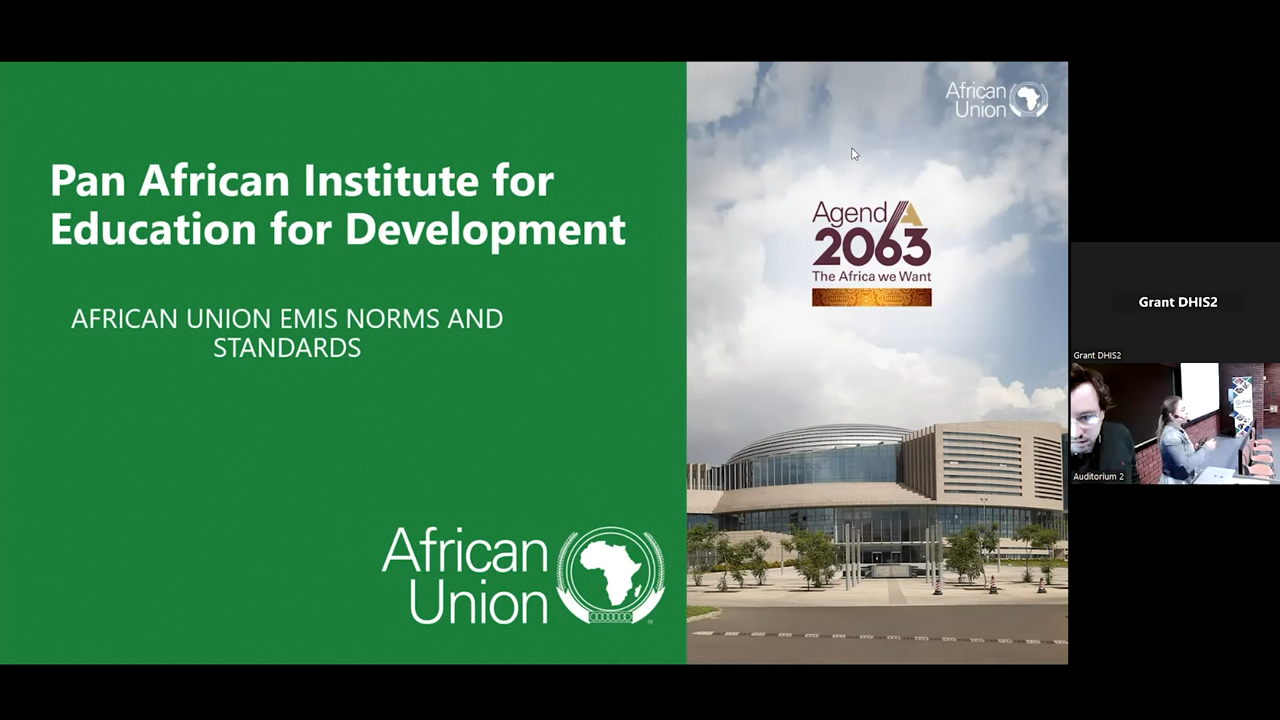 Pan African Institute for
Education for Development
AFRICAN UNION EMIS NORMS AND
STANDARDS
African
Union
African
Union
AgendA
2063
The Africa we Want
Grant DHIS2
Grant DHIS2
Auditorium 2